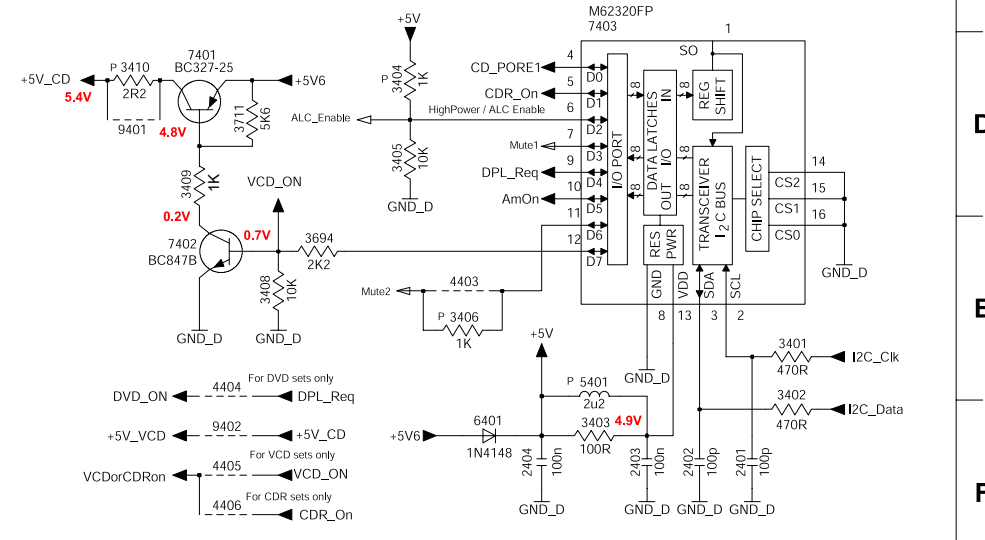 M62320FP
7403
1
+5V
7401
BC327-25
P 3410
2R2
+5V_CD
5.4V
9401
4.8V
+5V6
3711
5K6
P 3404
1K
ALC_Enable
HighPower / ALC Enable
3405
10K
GND_D
3409
1K
VCD_ON
0.2V
0.7V
7402
BC847B
3694
2K2
3408
10K
GND_D
GND_D
CD_PORE1
4
D0
CDR_On
5
D1
6
D2
Mute1
7
D3
DPL_Req
9
D4
AmOn
10
D5
11
D6
12
D7
I/O PORT
8
8
8
8
8
8
DATA LATCHES
IN
I/O
OUT
SO
REG
SHIFT
TRANSCEIVER
I2C BUS
CHIP SELECT
RES
PWR
GND
VDD
SDA
SCL
8
13
3
2
14
CS2
15
CS1
16
CS0
GND_D
D
E
F
Mute2
4403
P 3406
1K
GND_D
+5V
P 5401
2u2
4.9V
3403
100R
6401
1N4148
+5V6
3401
470R
I2C_Clk
3402
470R
I2C_Data
2404
100n
2403
100n
2402
100p
2401
100p
GND_D
GND_D
GND_D
GND_D
For DVD sets only
DVD_ON
4404
DPL_Req
+5V_VCD
9402
+5V_CD
For VCD sets only
VCDorCDRon
4405
VCD_ON
For CDR sets only
4406
CDR_On